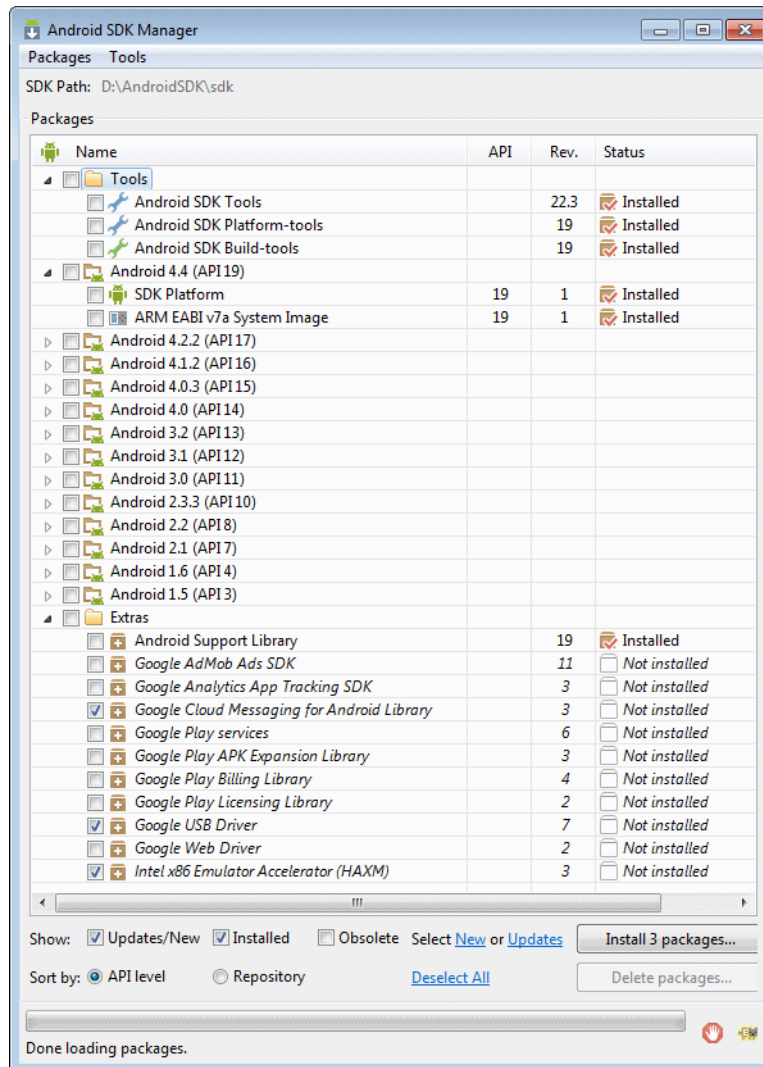 Android SDK Manager
Packages Tools
SDK Path: D:\AndroidSDK\sdk
Packages
Name API Rev. Status
Tools
Android SDK Tools 22.3 Installed
Android SDK Platform-tools 19 Installed
Android SDK Build-tools 19 Installed
Android 4.4 (API 19)
SDK Platform 19 1 Installed
ARM EABI v7a System Image 19 1 Installed
Android 4.2.2 (API 17)
Android 4.1.2 (API 16)
Android 4.0.3 (API 15)
Android 4.0 (API 14)
Android 3.2 (API 13)
Android 3.1 (API 12)
Android 3.0 (API 11)
Android 2.3.3 (API 10)
Android 2.2 (API 8)
Android 2.1 (API 7)
Android 1.6 (API 4)
Android 1.5 (API 3)
Extras
Android Support Library 19 Installed
Google AdMob Ads SDK 11 Not installed
Google Analytics App Tracking SDK 3 Not installed
Google Cloud Messaging for Android Library 3 Not installed
Google Play services 6 Not installed
Google Play APK Expansion Library 3 Not installed
Google Play Billing Library 4 Not installed
Google Play Licensing Library 2 Not installed
Google USB Driver 7 Not installed
Google Web Driver 2 Not installed
Intel x86 Emulator Accelerator (HAXM) 3 Not installed
Show: Updates/New Installed Obsolete Select New or Updates Install 3 packages...
Sort by: API level Repository Deselect All Delete packages...
Done loading packages.